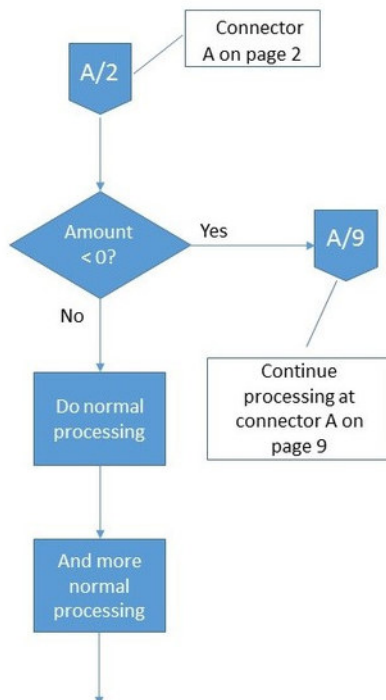 A/2
Connector
A on page 2
Amount
< 0?
Yes
A/9
No
Continue
processing at
connector A on
page 9
Do normal
processing
And more
normal
processing